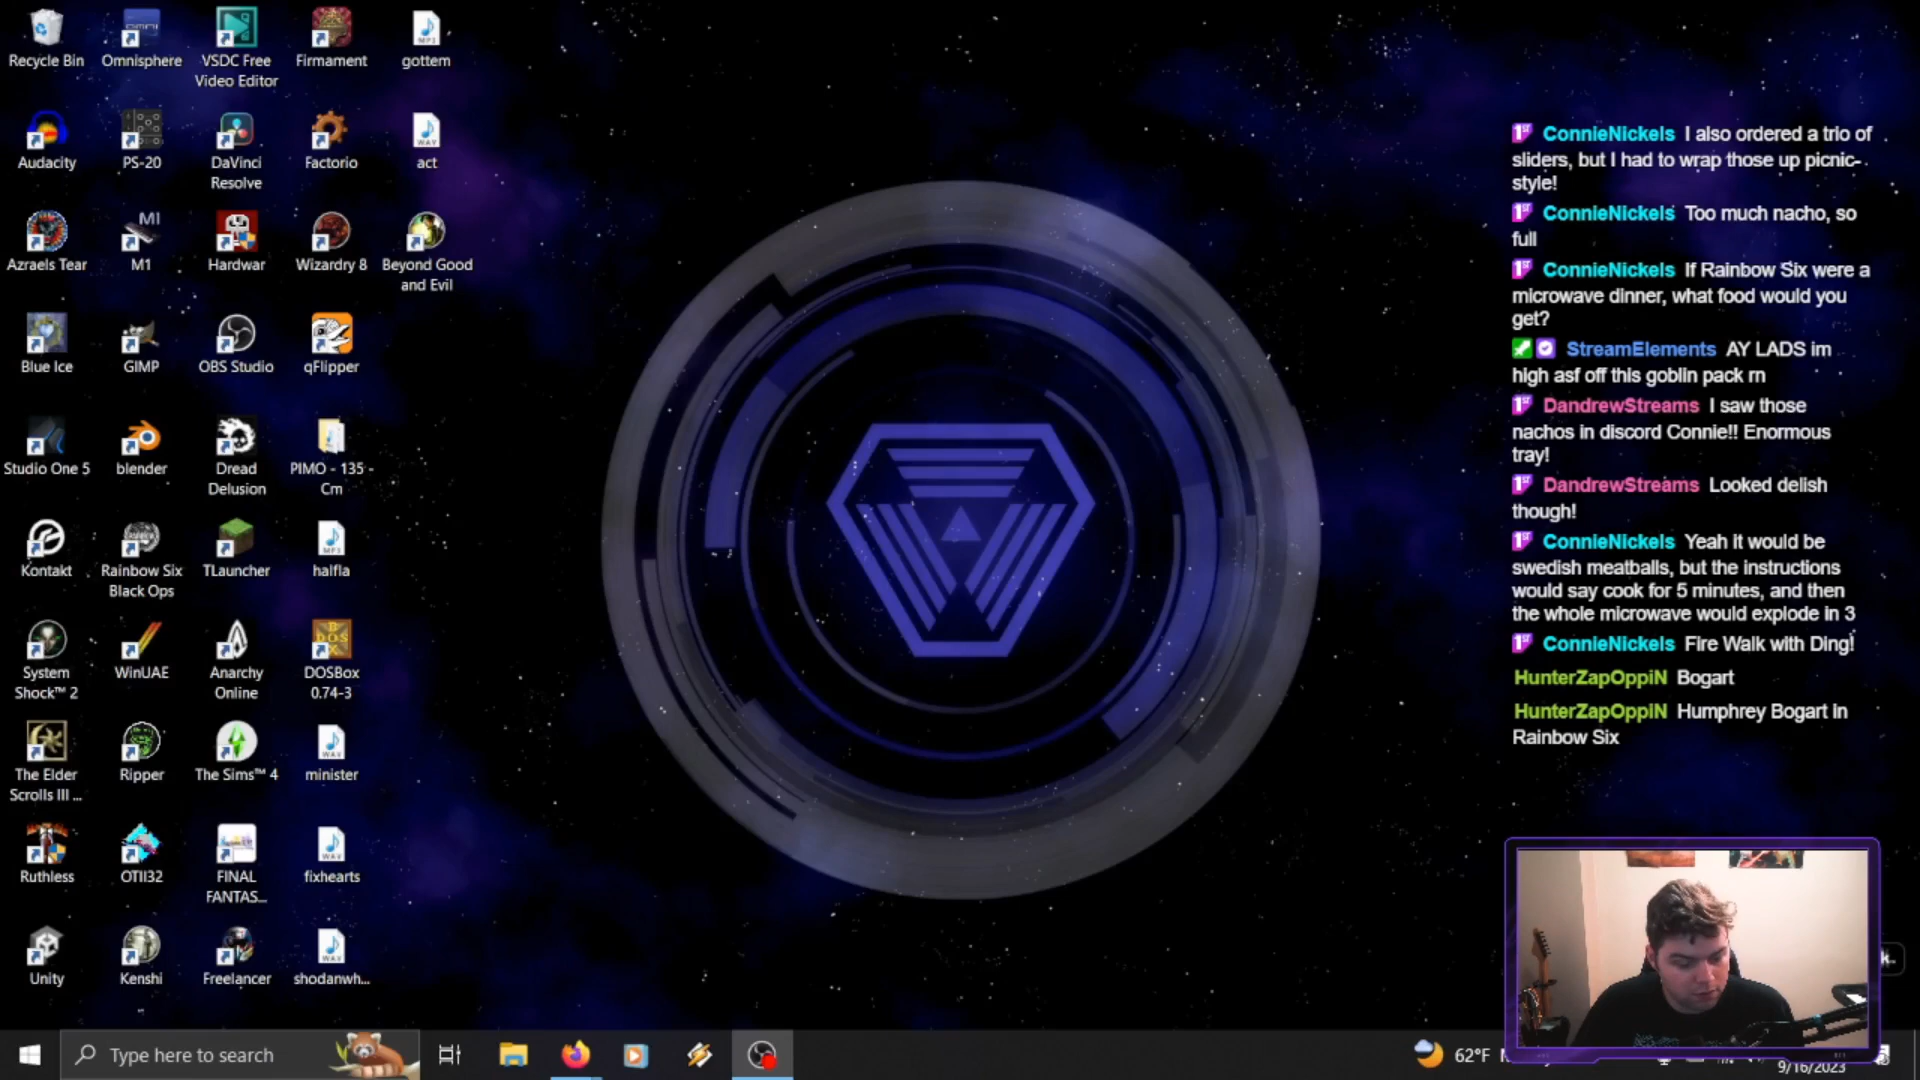 Recycle Bin
Omnisphere
VSDC Free
Video Editor
Firmament
gottem
Audacity
PS-20
DaVinci
Resolve
Factorio
act
Azraels Tear
M1
Hardwar
Wizardry 8
Beyond Good
and Evil
Blue Ice
GIMP
OBS Studio
qFlipper
Studio One 5
blender
Dread
Delusion
PIMO - 135 -
Cm
Kontakt
Rainbow Six
Black Ops
TLauncher
halfla
System
Shock™ 2
WinUAE
Anarchy
Online
DOSBox
0.74-3
The Elder
Scrolls III ...
Ripper
The Sims™ 4
minister
Ruthless
OTII32
FINAL
FANTAS...
fixhearts
Unity
Kenshi
Freelancer
shodanwh...
ConnieNickels I also ordered a trio of
sliders, but I had to wrap those up picnic-
style!
ConnieNickels Too much nacho, so
full
ConnieNickels If Rainbow Six were a
microwave dinner, what food would you
get?
StreamElements AY LADS im
high asf off this goblin pack rn
DandrewStreams I saw those
nachos in discord Connie!! Enormous
tray!
DandrewStreams Looked delish
though!
ConnieNickels Yeah it would be
swedish meatballs, but the instructions
would say cook for 5 minutes, and then
the whole microwave would explode in 3
ConnieNickels Fire Walk with Ding!
HunterZapOppiN Bogart
HunterZapOppiN Humphrey Bogart in
Rainbow Six
Type here to search
62°F
9/16/2023